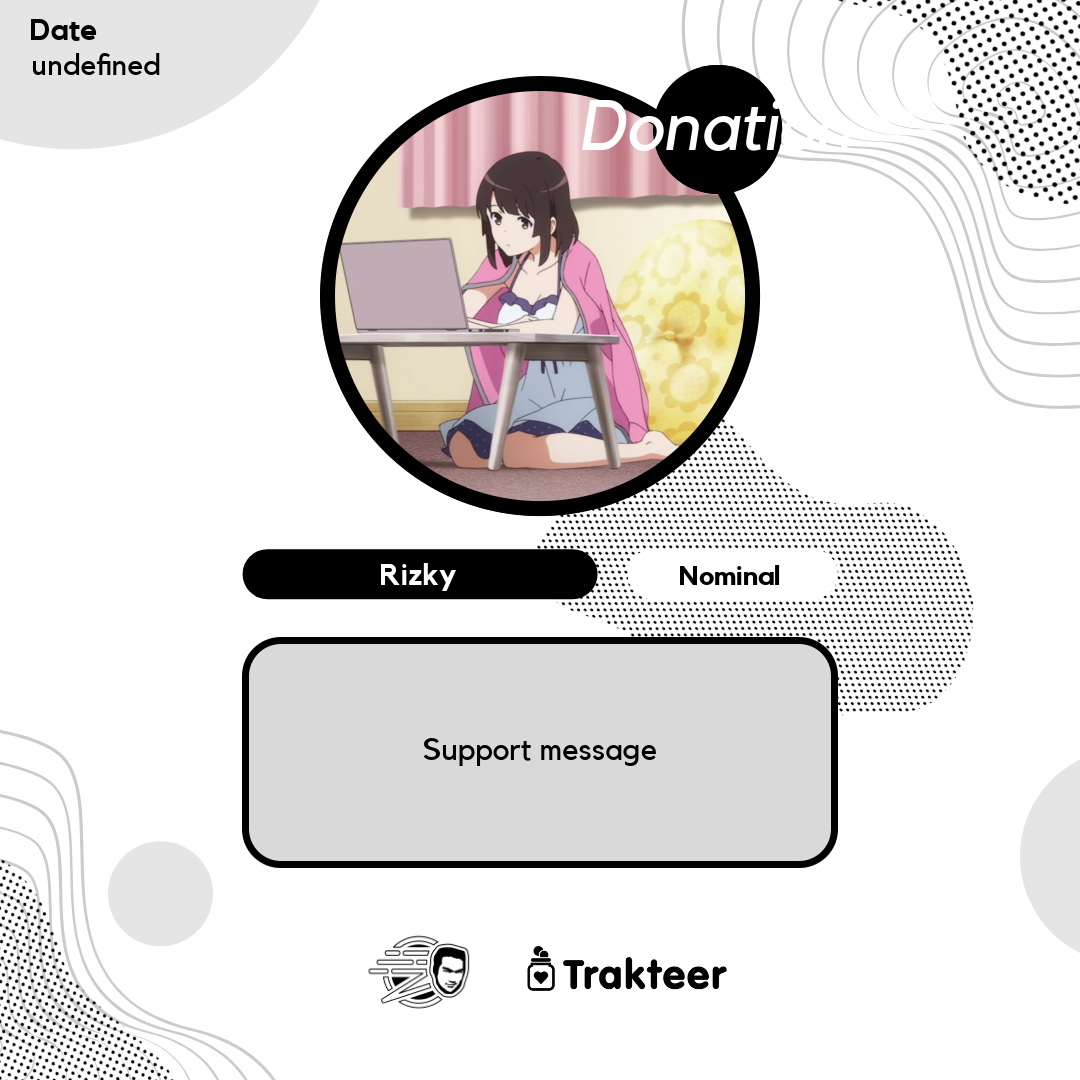 Date
undefined
Donati
Rizky
Nominal
Support message
Trakteer